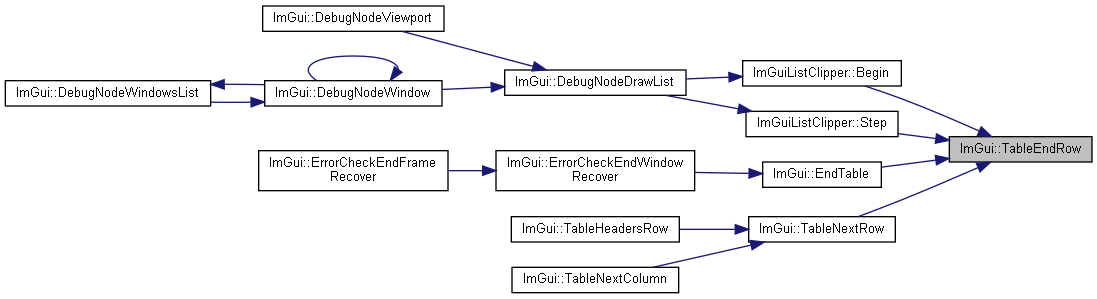 ImGui::DebugNodeViewport
ImGui::DebugNodeWindowsList
ImGui::DebugNodeWindow
ImGui::DebugNodeDrawList
ImGuiListClipper::Begin
ImGuiListClipper::Step
ImGui::TableEndRow
ImGui::ErrorCheckEndFrame
Recover
ImGui::ErrorCheckEndWindow
Recover
ImGui::EndTable
ImGui::TableHeadersRow
ImGui::TableNextRow
ImGui::TableNextColumn